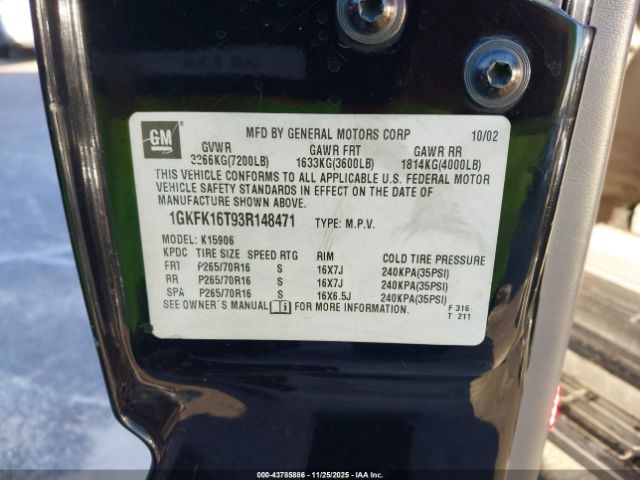 GM
MFD BY GENERAL MOTORS CORP 10/02
GVWR GAWR FRT GAWR RR
3266KG(7200LB) 1633KG(3600LB) 1814KG(4000LB)
THIS VEHICLE CONFORMS TO ALL APPLICABLE U.S. FEDERAL MOTOR
VEHICLE SAFETY STANDARDS IN EFFECT ON THE DATE OF
MANUFACTURE SHOWN ABOVE.
1GKFK16T93R148471 TYPE: M.P.V.
MODEL: K15906
KPDC TIRE SIZE SPEED RTG RIM COLD TIRE PRESSURE
FRT P265/70R16 S 16X7J 240KPA(35PSI)
RR P265/70R16 S 16X7J 240KPA(35PSI)
SPA P265/70R16 S 16X6.5J 240KPA(35PSI)
SEE OWNER'S MANUAL FOR MORE INFORMATION.
F 316
T 211
(00-43785886 - 11/25/2025 - IAA Inc.)